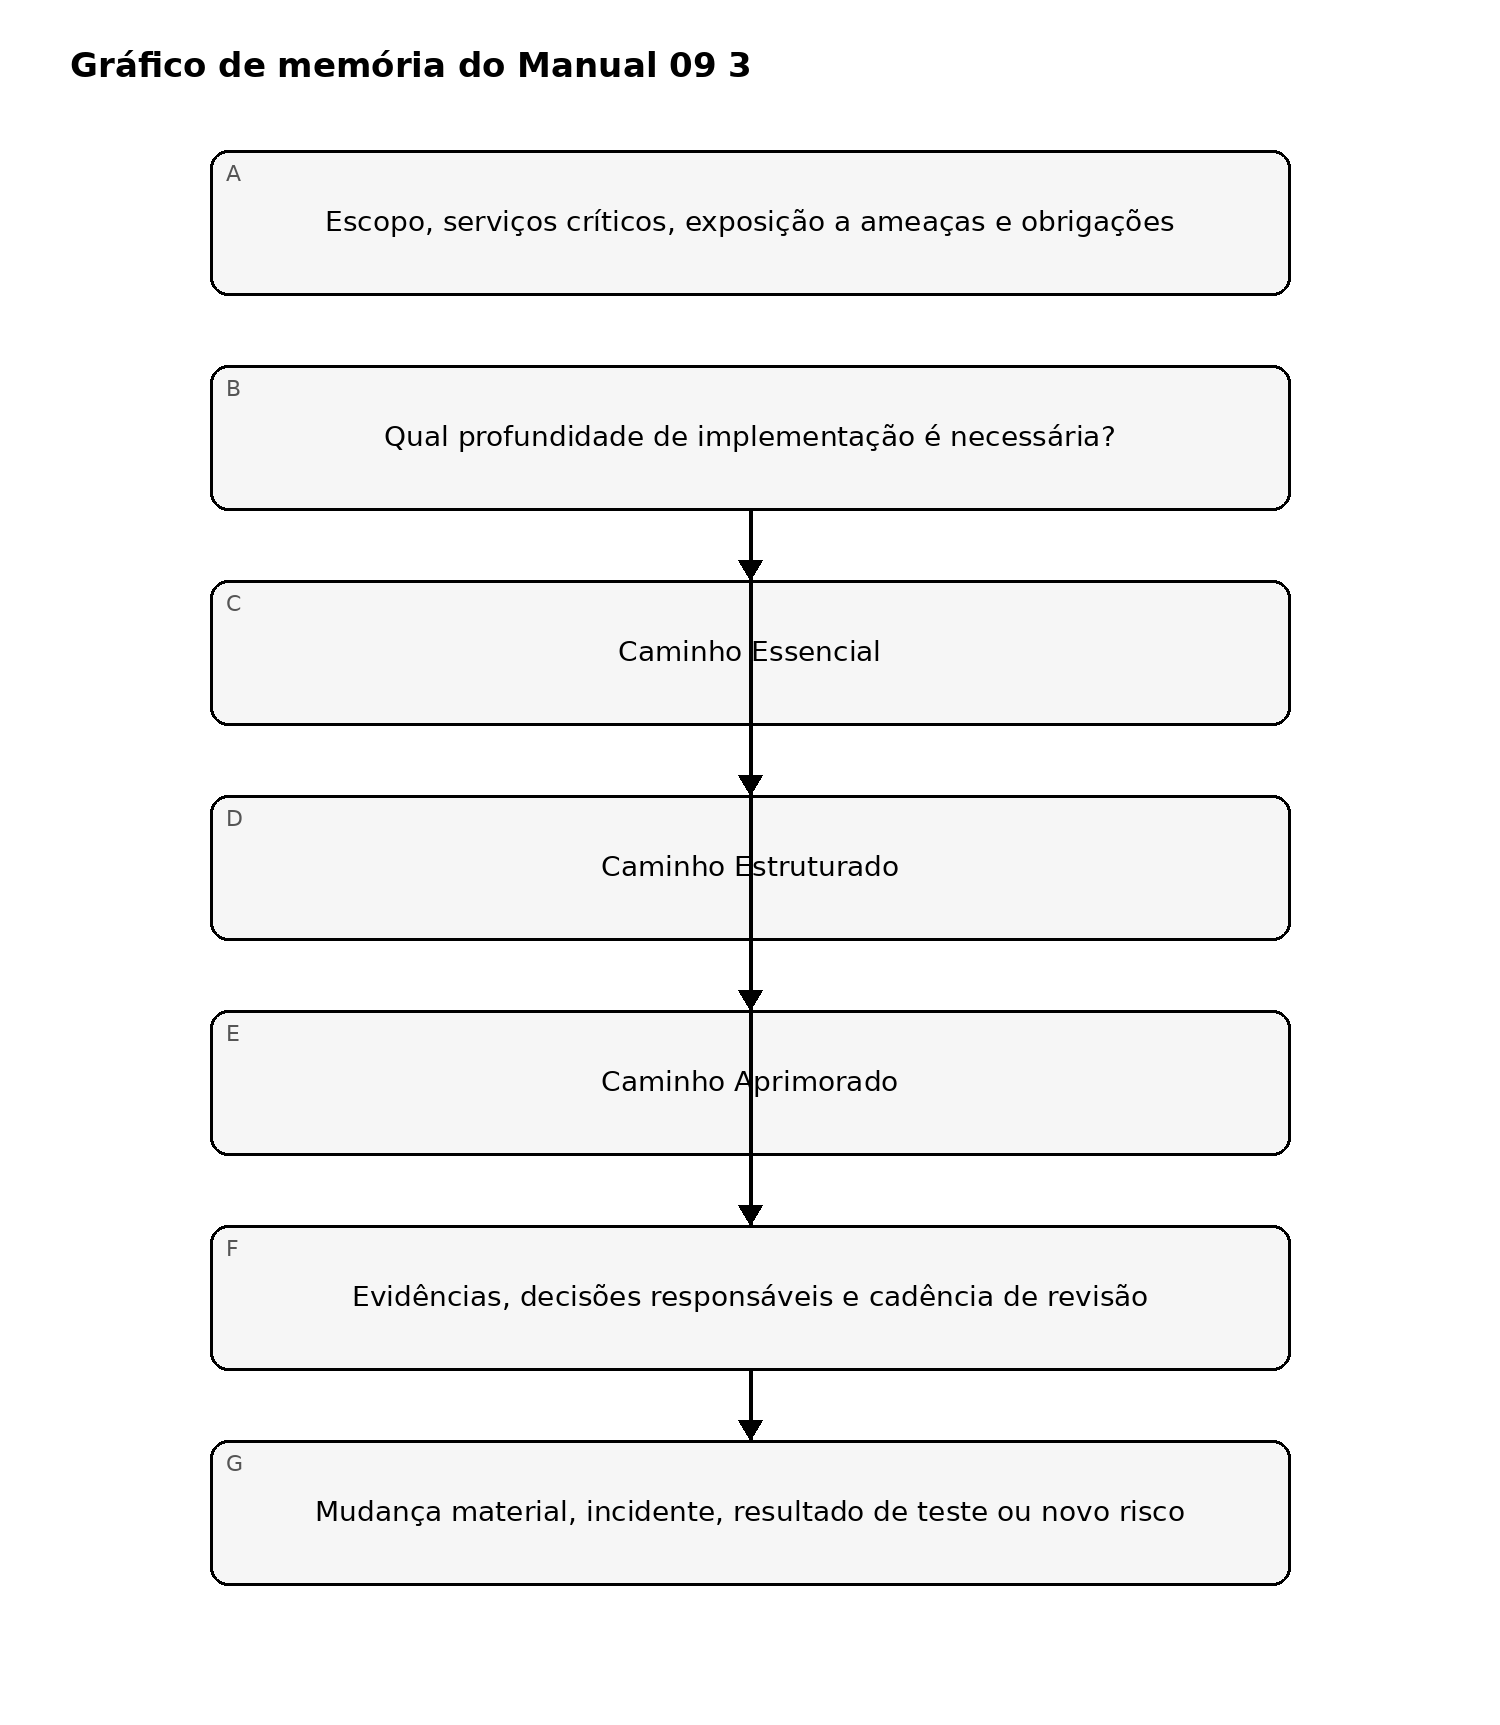 Gráfico de memória do Manual 09 3
A
Escopo, serviços críticos, exposição a ameaças e obrigações
B
Qual profundidade de implementação é necessária?
C
Caminho Essencial
D
Caminho Estruturado
E
Caminho Aprimorado
F
Evidências, decisões responsáveis e cadência de revisão
G
Mudança material, incidente, resultado de teste ou novo risco